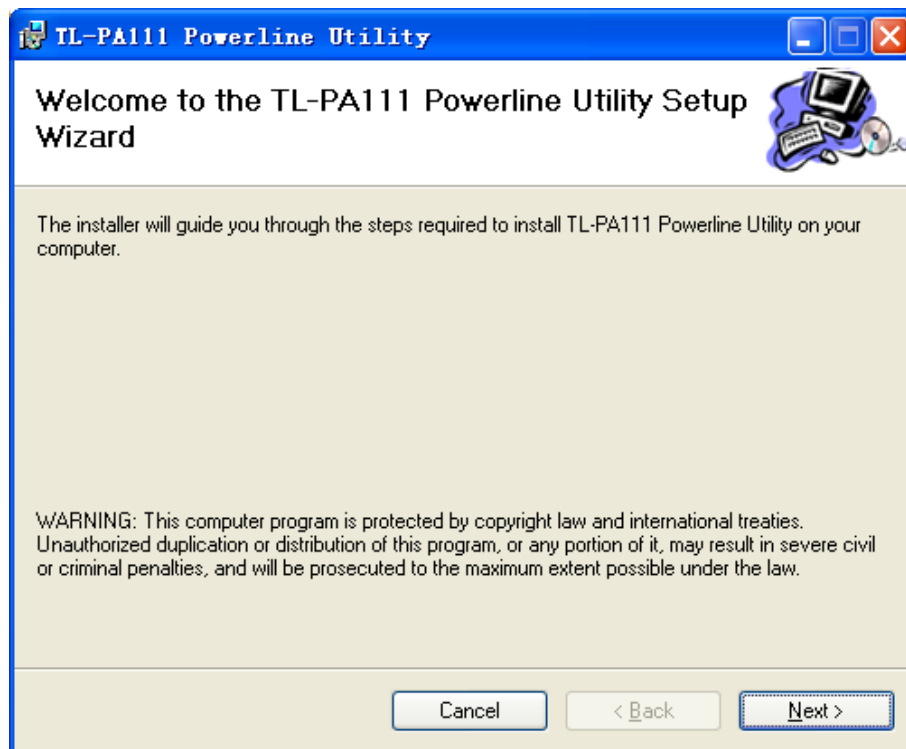 TL-PA111 Powerline Utility
Welcome to the TL-PA111 Powerline Utility Setup
Wizard
The installer will guide you through the steps required to install TL-PA111 Powerline Utility on your
computer.
WARNING: This computer program is protected by copyright law and international treaties.
Unauthorized duplication or distribution of this program, or any portion of it, may result in severe civil
or criminal penalties, and will be prosecuted to the maximum extent possible under the law.
Cancel < Back Next >